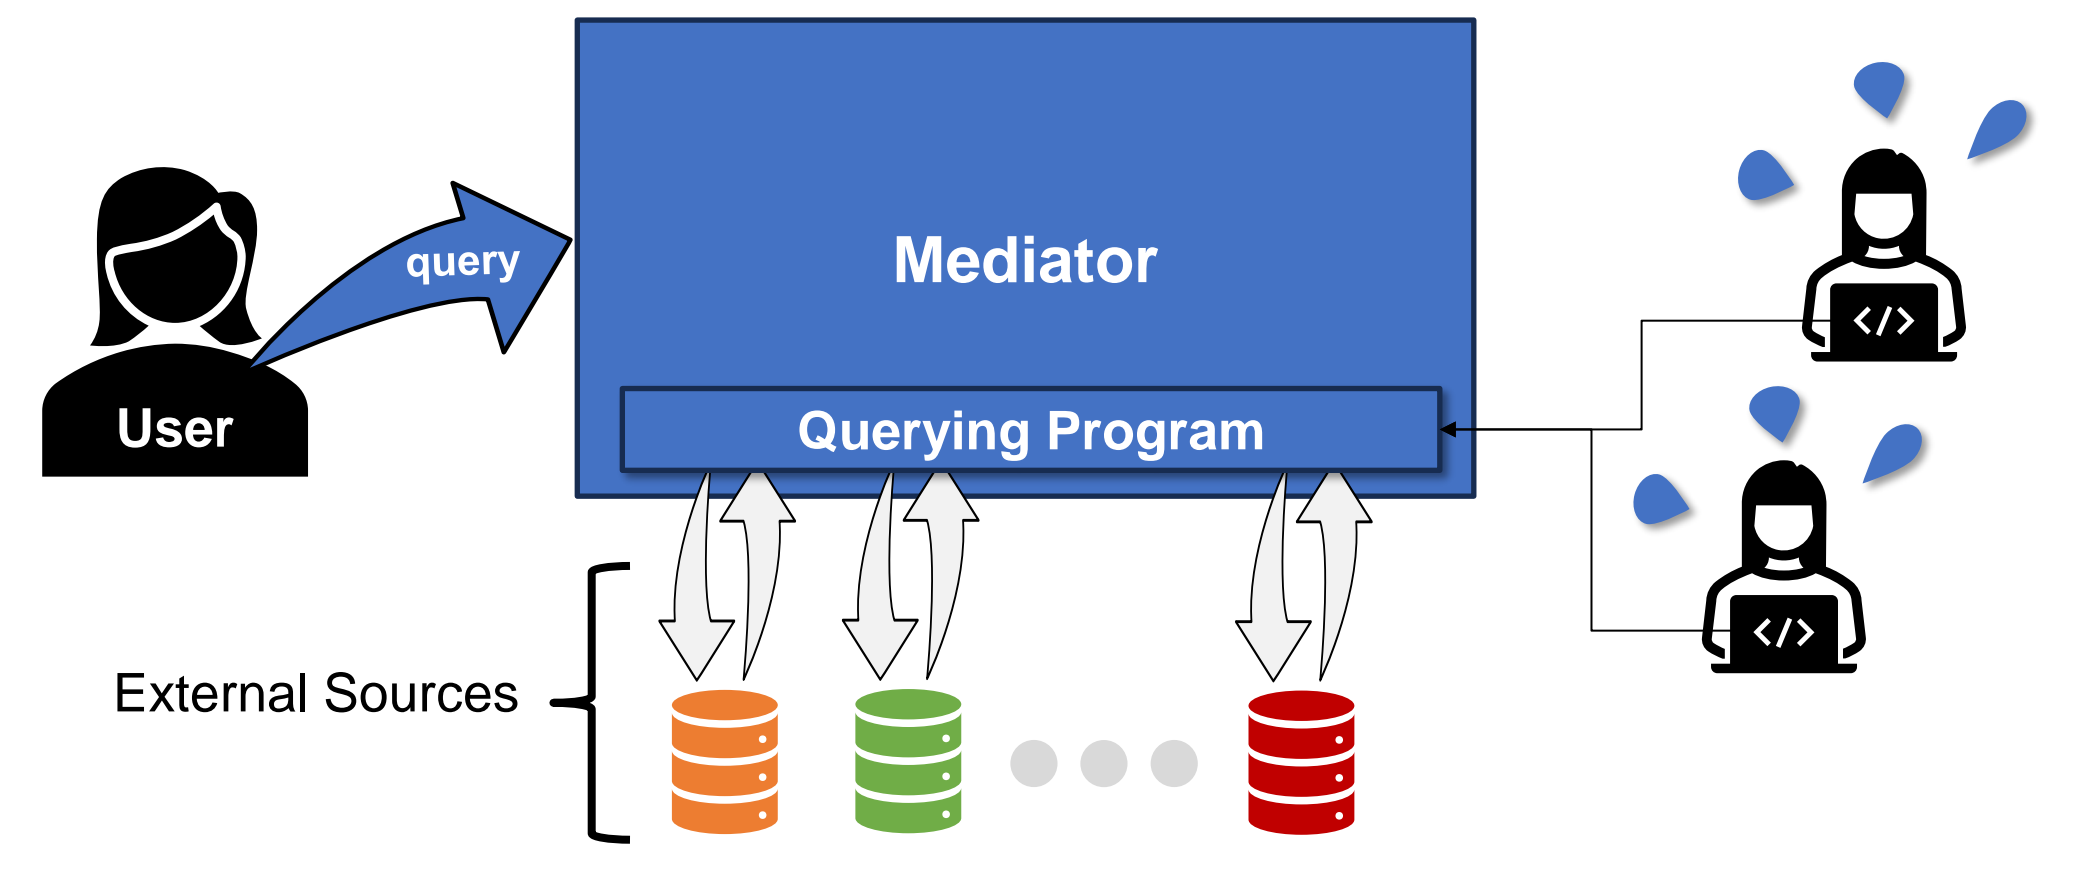 query
Mediator
User
Querying Program
</>
</>
External Sources